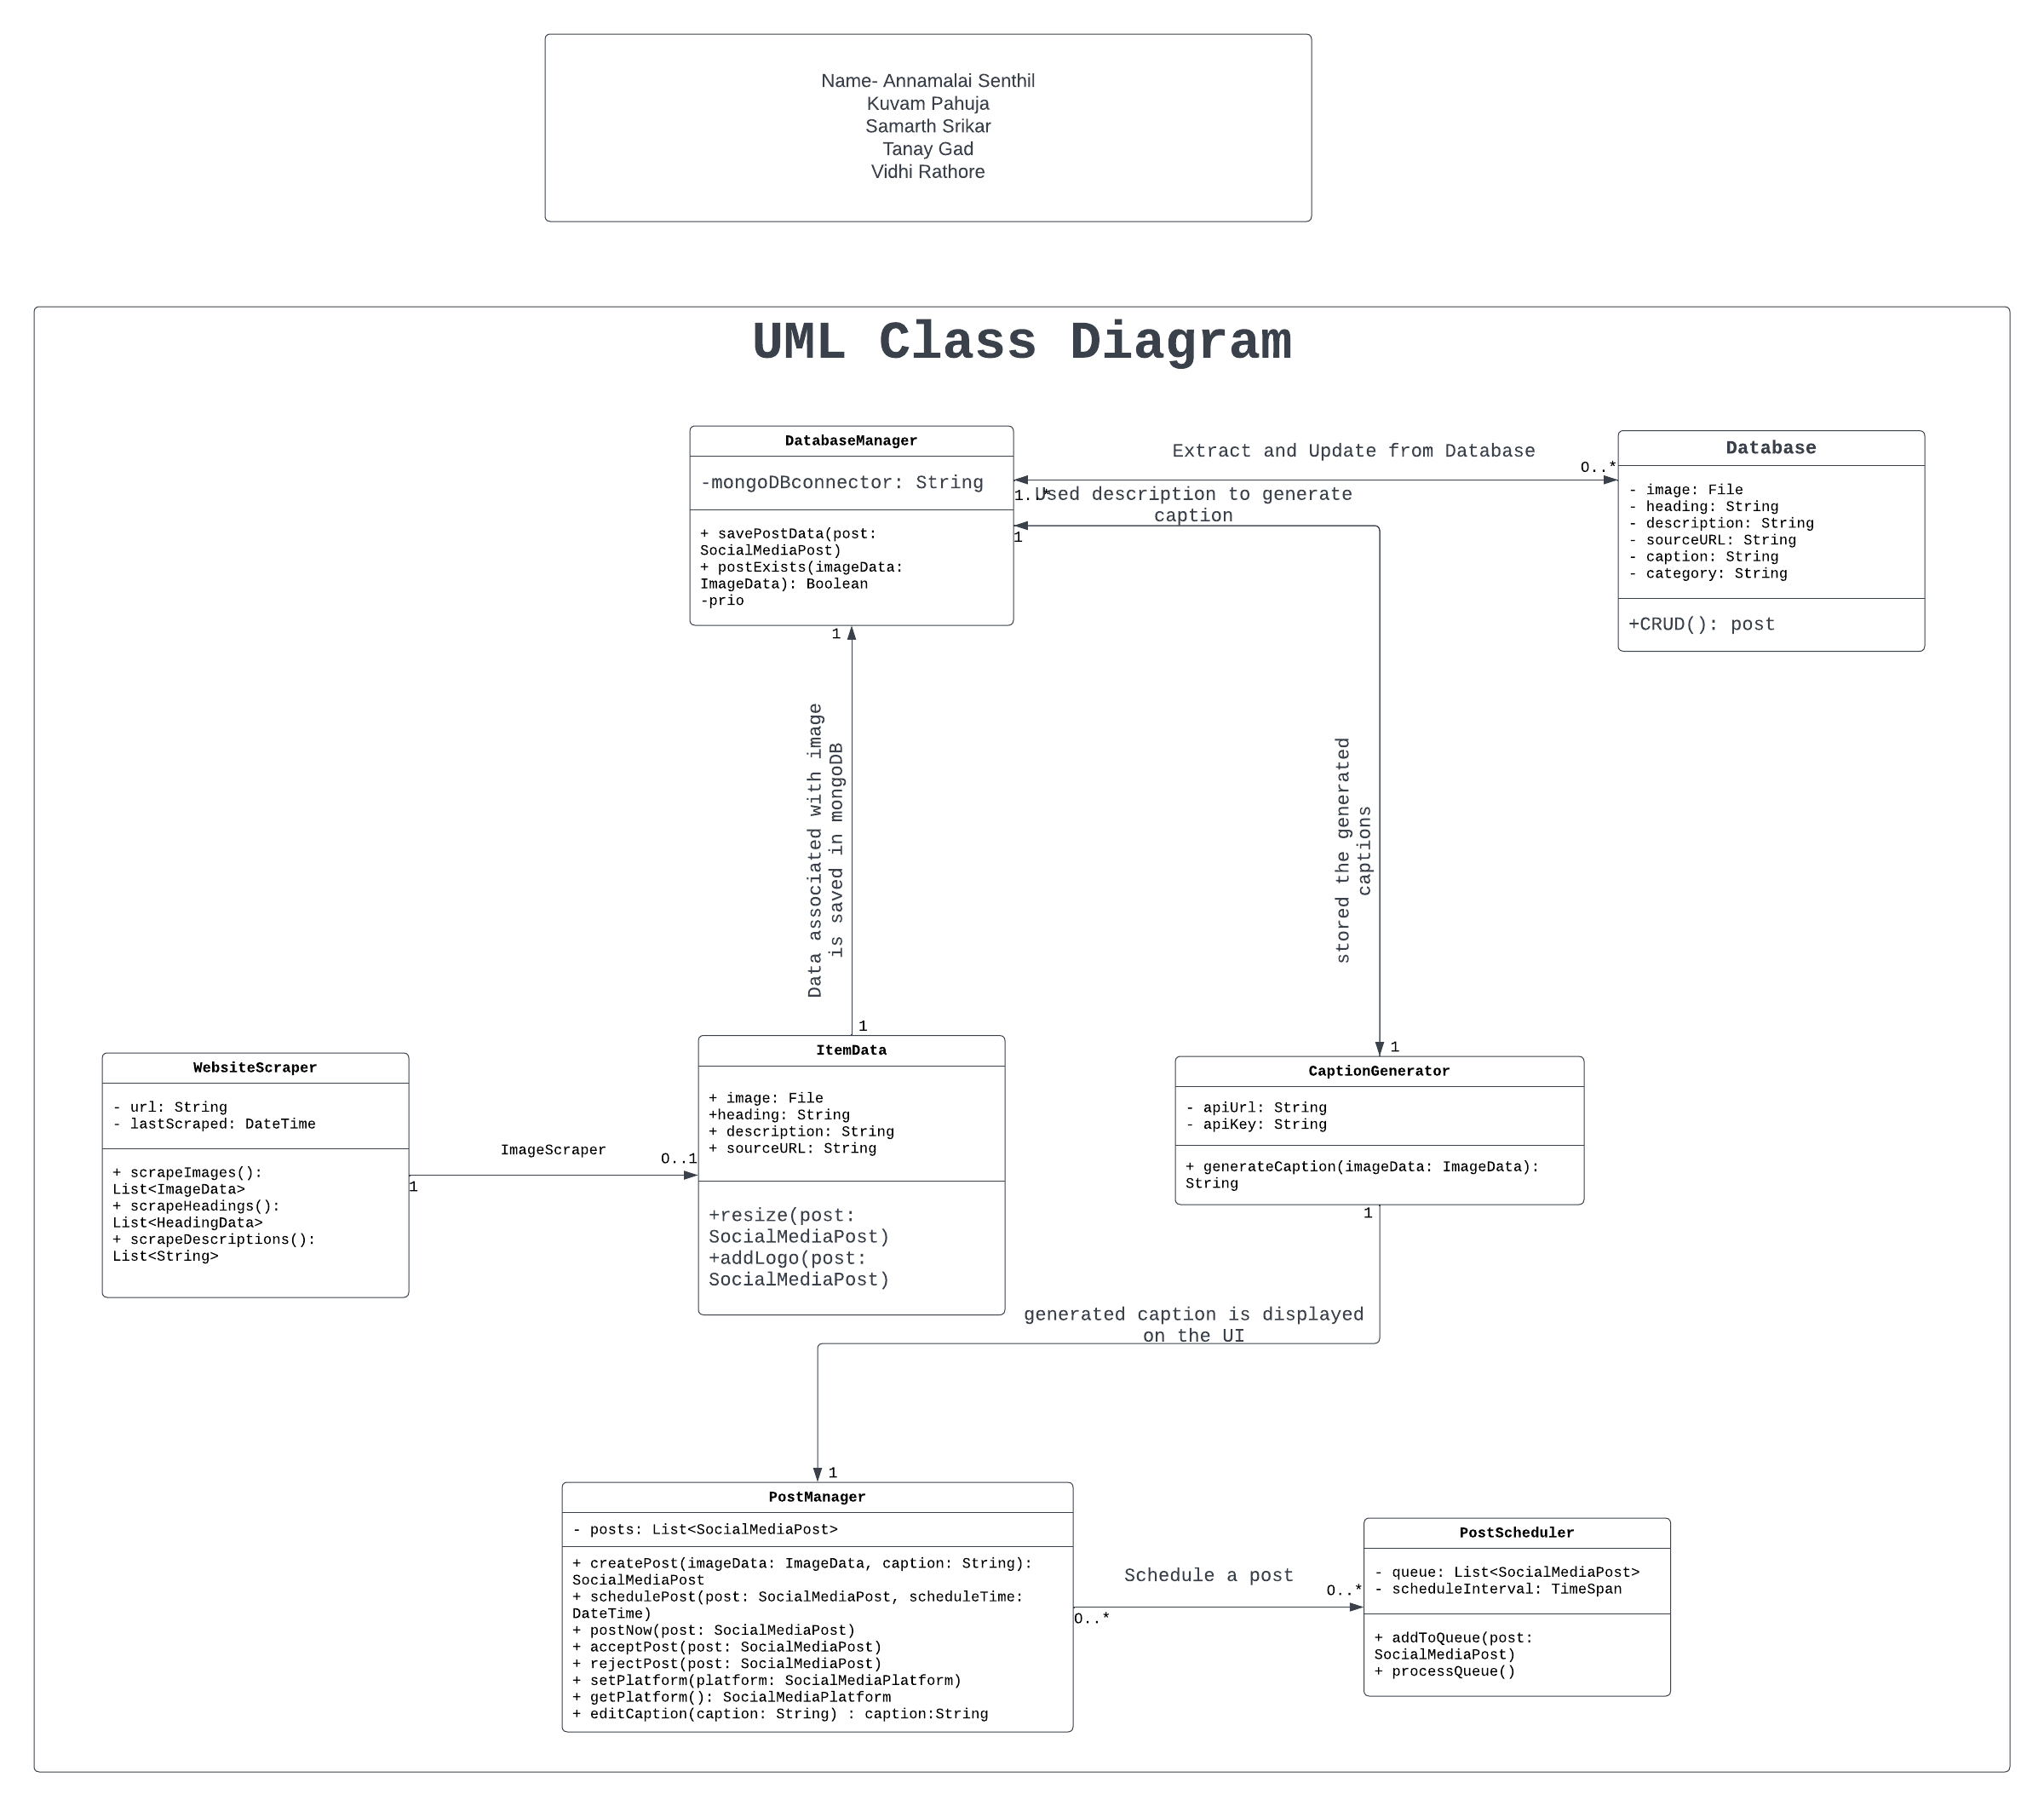 Name- Annamalai Senthil
Kuvam Pahuja
Samarth Srikar
Tanay Gad
Vidhi Rathore
UML Class Diagram
DatabaseManager
-mongoDBconnector: String
+ savePostData(post:
SocialMediaPost)
+ postExists(imageData:
ImageData): Boolean
-prio
Extract and Update from Database
0..*
1..*
Used description to generate
caption
1
Database
- image: File
- heading: String
- description: String
- sourceURL: String
- caption: String
- category: String
+CRUD(): post
1
Data associated with image
is saved in mongoDB
1
stored the generated
captions
1
WebsiteScraper
- url: String
- lastScraped: DateTime
+ scrapeImages():
List<ImageData>
+ scrapeHeadings():
List<HeadingData>
+ scrapeDescriptions():
List<String>
ImageScraper
0..1
1
ItemData
+ image: File
+heading: String
+ description: String
+ sourceURL: String
+resize(post:
SocialMediaPost)
+addLogo(post:
SocialMediaPost)
CaptionGenerator
- apiUrl: String
- apiKey: String
+ generateCaption(imageData: ImageData):
String
1
generated caption is displayed
on the UI
1
PostManager
- posts: List<SocialMediaPost>
+ createPost(imageData: ImageData, caption: String):
SocialMediaPost
+ schedulePost(post: SocialMediaPost, scheduleTime:
DateTime)
+ postNow(post: SocialMediaPost)
+ acceptPost(post: SocialMediaPost)
+ rejectPost(post: SocialMediaPost)
+ setPlatform(platform: SocialMediaPlatform)
+ getPlatform(): SocialMediaPlatform
+ editCaption(caption: String) : caption:String
Schedule a post
0..*
0..*
PostScheduler
- queue: List<SocialMediaPost>
- scheduleInterval: TimeSpan
+ addToQueue(post:
SocialMediaPost)
+ processQueue()